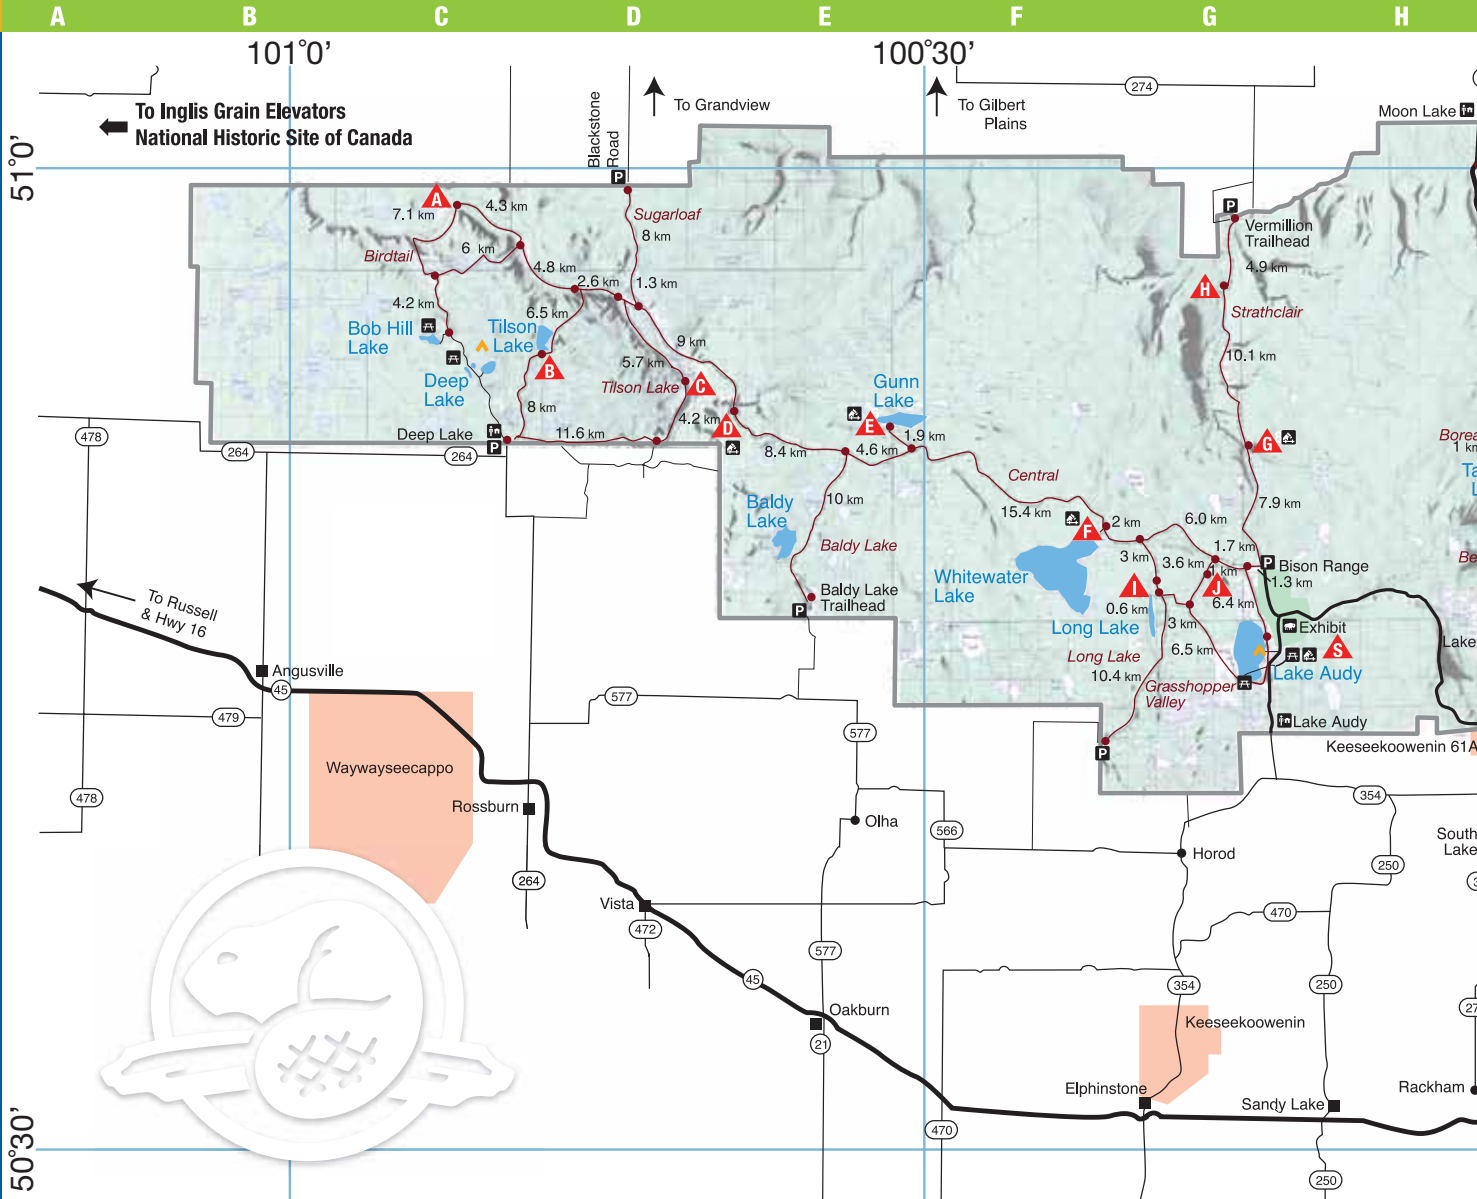 A B C D E F G H
101°0'
100°30'
51°0'
50°30'
To Inglis Grain Elevators
National Historic Site of Canada
Blackstone
Road
To Grandview
To Gilbert
Plains
274
Moon Lake
P
P
A
7.1 km
4.3 km
Sugarloaf
8 km
Birdtail
6 km
4.8 km
2.6 km
1.3 km
Vermillion
Trailhead
4.9 km
H
Strathclair
4.2 km
6.5 km
Bob Hill
Lake
Tilson
Lake
9 km
10.1 km
B
5.7 km
Deep
Lake
Tilson Lake
C
Gunn
Lake
8 km
4.2 km
D
E
1.9 km
Deep Lake
P
11.6 km
8.4 km
4.6 km
G
478
264
264
Central
15.4 km
10 km
Baldy
Lake
Baldy Lake
F
2 km
6.0 km
7.9 km
1 km
3 km
3.6 km
1.7 km
1 km
P
Bison Range
1.3 km
Whitewater
Lake
I
J
0.6 km
6.4 km
Baldy Lake
Trailhead
P
Long Lake
3 km
Exhibit
Lake
6.5 km
S
Long Lake
10.4 km
Grasshopper
Valley
Lake Audy
Lake Audy
P
Keeseekoowenin 61A
To Russell
& Hwy 16
Angusville
45
479
577
577
Waywayseecappo
478
Rossburn
354
Olha
566
South
Lake
Horod
250
264
Vista
472
470
577
45
354
250
Oakburn
21
Keeseekoowenin
Elphinstone
Sandy Lake
Rackham
470
250